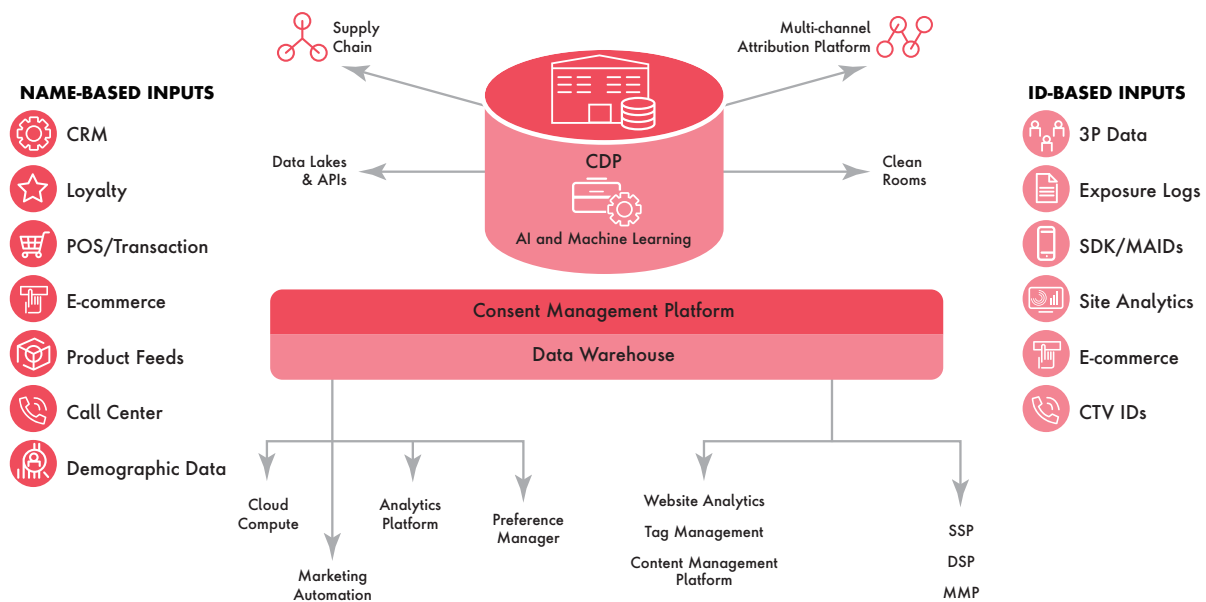 Supply
Chain
Multi-channel
Attribution Platform
NAME-BASED INPUTS
CRM
Loyalty
POS/Transaction
E-commerce
Product Feeds
Call Center
Demographic Data
CDP
AI and Machine Learning
Data Lakes
& APIs
Clean
Rooms
ID-BASED INPUTS
3P Data
Exposure Logs
SDK/MAIDs
Site Analytics
E-commerce
CTV IDs
Consent Management Platform
Data Warehouse
Cloud
Compute
Marketing
Automation
Analytics
Platform
Preference
Manager
Website Analytics
Tag Management
Content Management
Platform
SSP
DSP
MMP